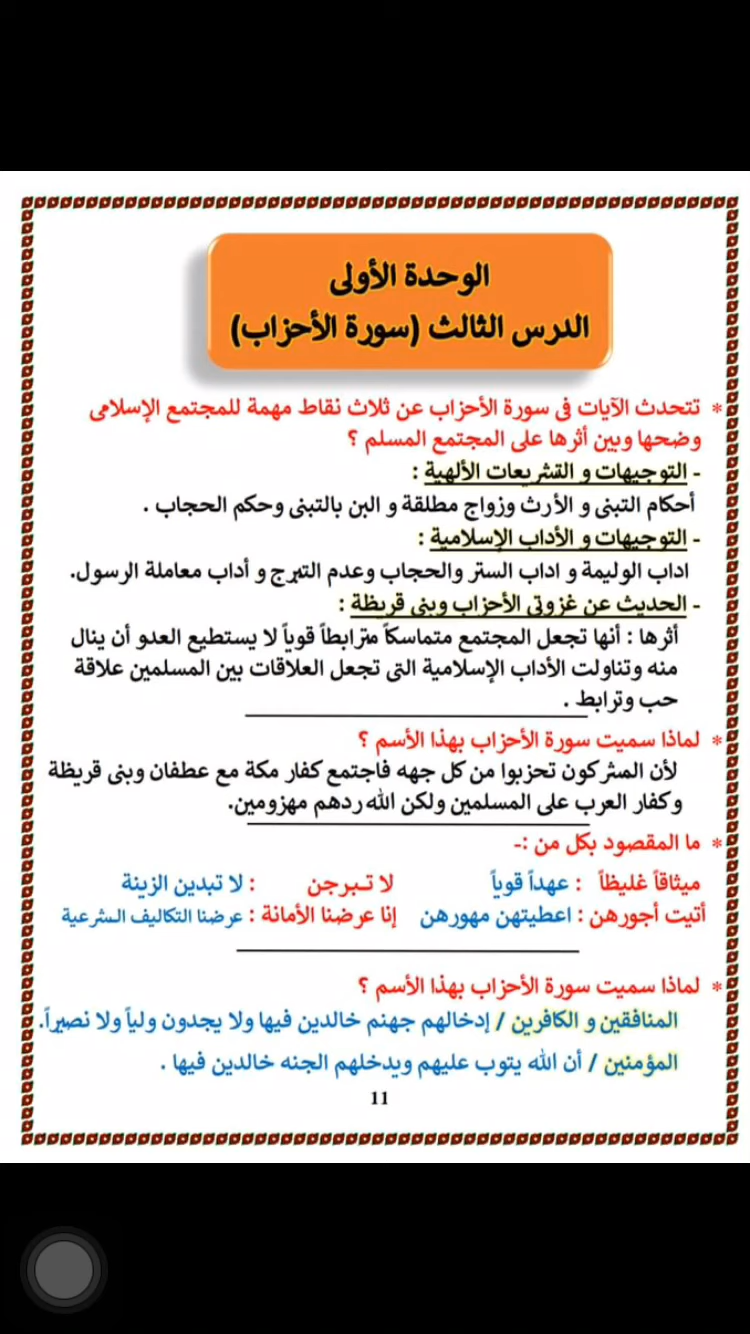 الوحدة الأولى
الدرس الثالث (سورة الأحزاب)
* تتحدث الآيات فى سورة الأحزاب عن ثلاث نقاط مهمة للمجتمع الإسلامى
وضحها وبين أثرها على المجتمع المسلم ؟
- التوجيهات و التشريعات الألهية :
أحكام التبنى و الأرث وزواج مطلقة و البن بالتبنى وحكم الحجاب .
- التوجيهات و الأداب الإسلامية :
اداب الوليمة و اداب الستر والحجاب وعدم التبرج و أداب معاملة الرسول.
- الحديث عن غزوتى الأحزاب وبنى قريظة :
أثرها : أنها تجعل المجتمع متماسكاً مترابطاً قوياً لا يستطيع العدو أن ينال
منه وتناولت الأداب الإسلامية التى تجعل العلاقات بين المسلمين علاقة
حب وترابط .
* لماذا سميت سورة الأحزاب بهذا الأسم ؟
لأن المشركون تحزبوا من كل جهه فاجتمع كفار مكة مع عطفان وبنى قريظة
وكفار العرب على المسلمين ولكن الله ردهم مهزومين.
* ما المقصود بكل من :-
ميثاقاً غليظاً : عهداً قوياً لا تبرجن : لا تبدين الزينة
أتيت أجورهن : اعطيتهن مهورهن إنا عرضنا الأمانة : عرضنا التكاليف الشرعية
* لماذا سميت سورة الأحزاب بهذا الأسم ؟
المنافقين و الكافرين / إدخالهم جهنم خالدين فيها ولا يجدون ولياً ولا نصيراً.
المؤمنين / أن الله يتوب عليهم ويدخلهم الجنه خالدين فيها .
11